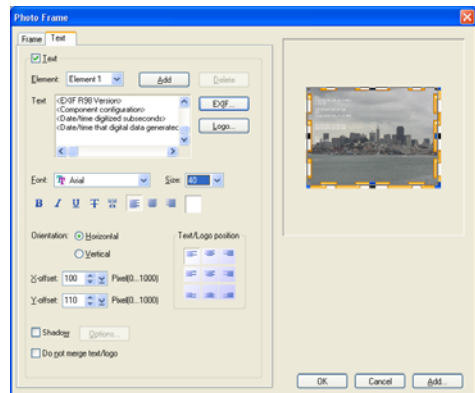 Photo Frame
Frame Text
Text
Element: Element 1 Add Delete
Text <EXIF R98 Version>
<Component configuration>
<Date/time digitized subseconds>
<Date/time that digital data generated
EXIF...
Logo...
Font: Arial Size: 40
B I U T
Orientation: Horizontal
Vertical
Text/Logo position
X-offset: 100 Pixel(0...1000)
Y-offset: 110 Pixel(0...1000)
Shadow Options...
Do not merge text/logo
OK Cancel Add...